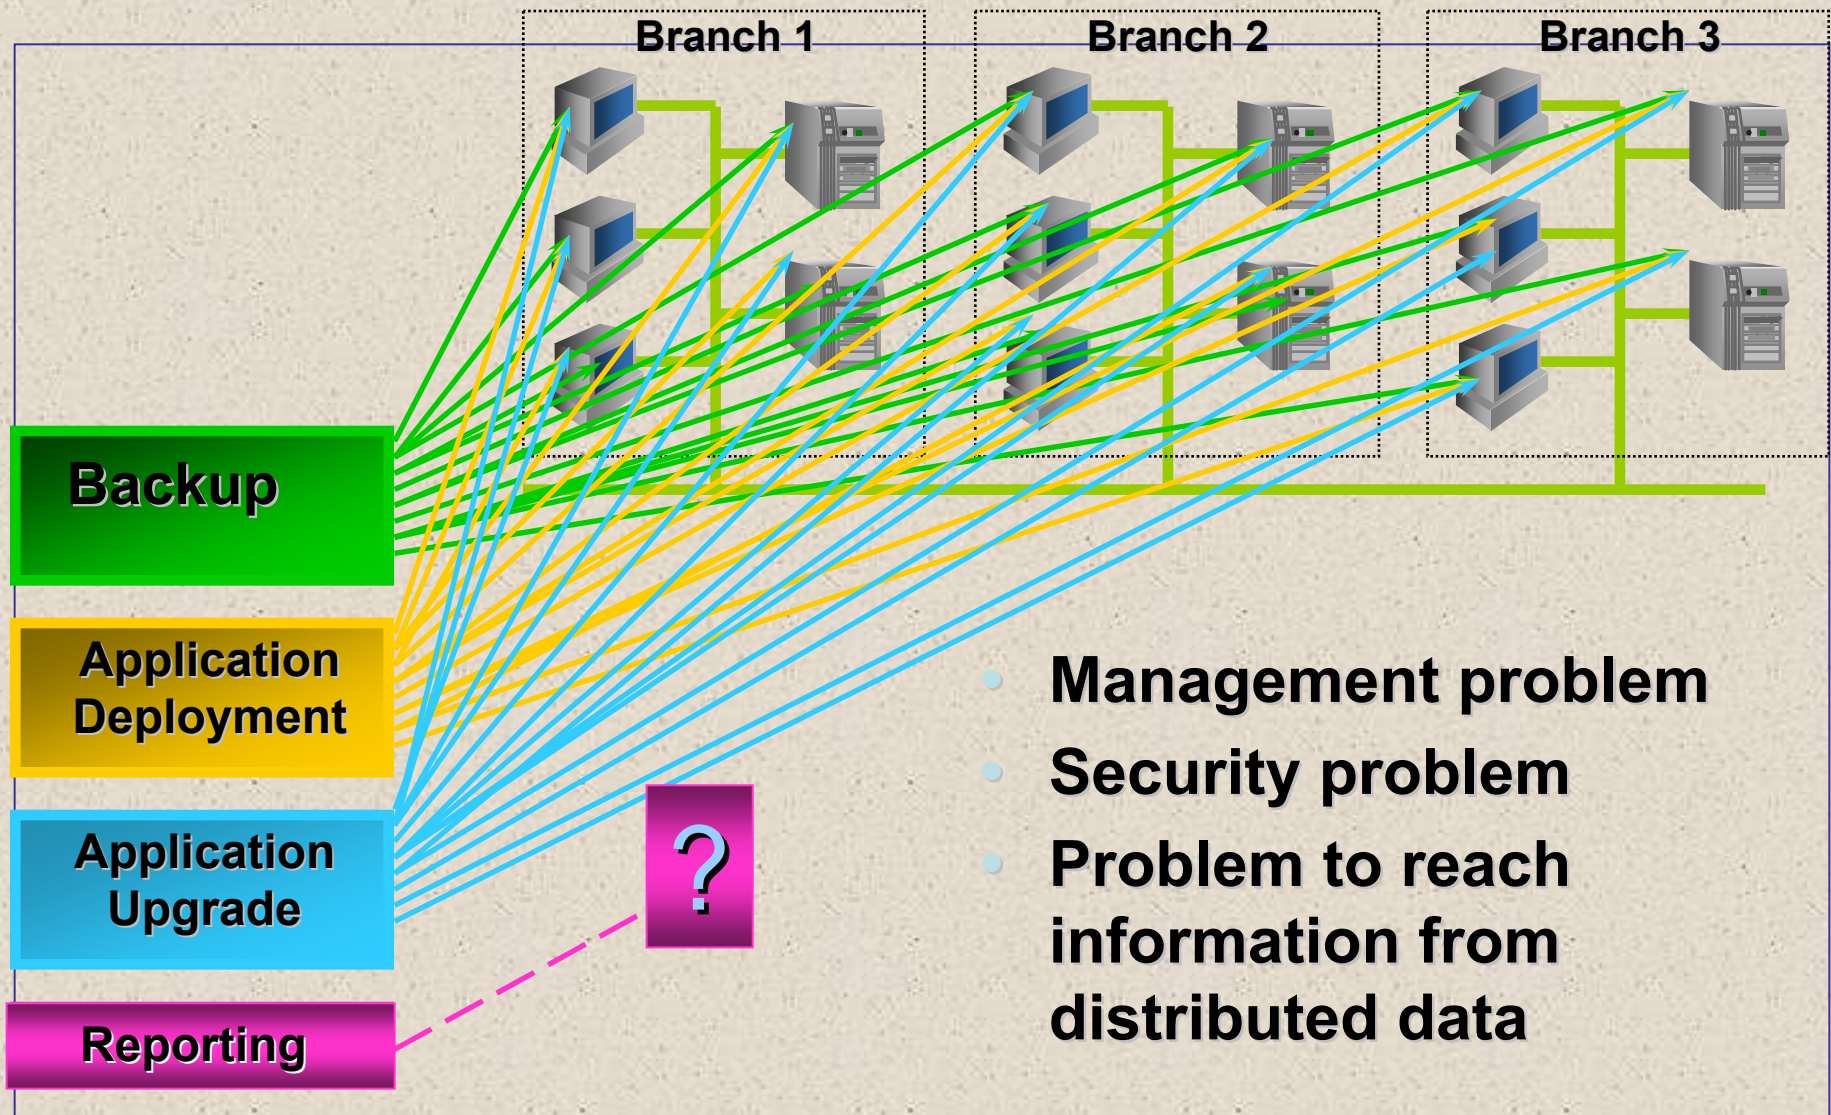 Branch 1
Branch 2
Branch 3
Backup
Application
Deployment
Application
Upgrade
Reporting
?
Management problem
Security problem
Problem to reach
information from
distributed data